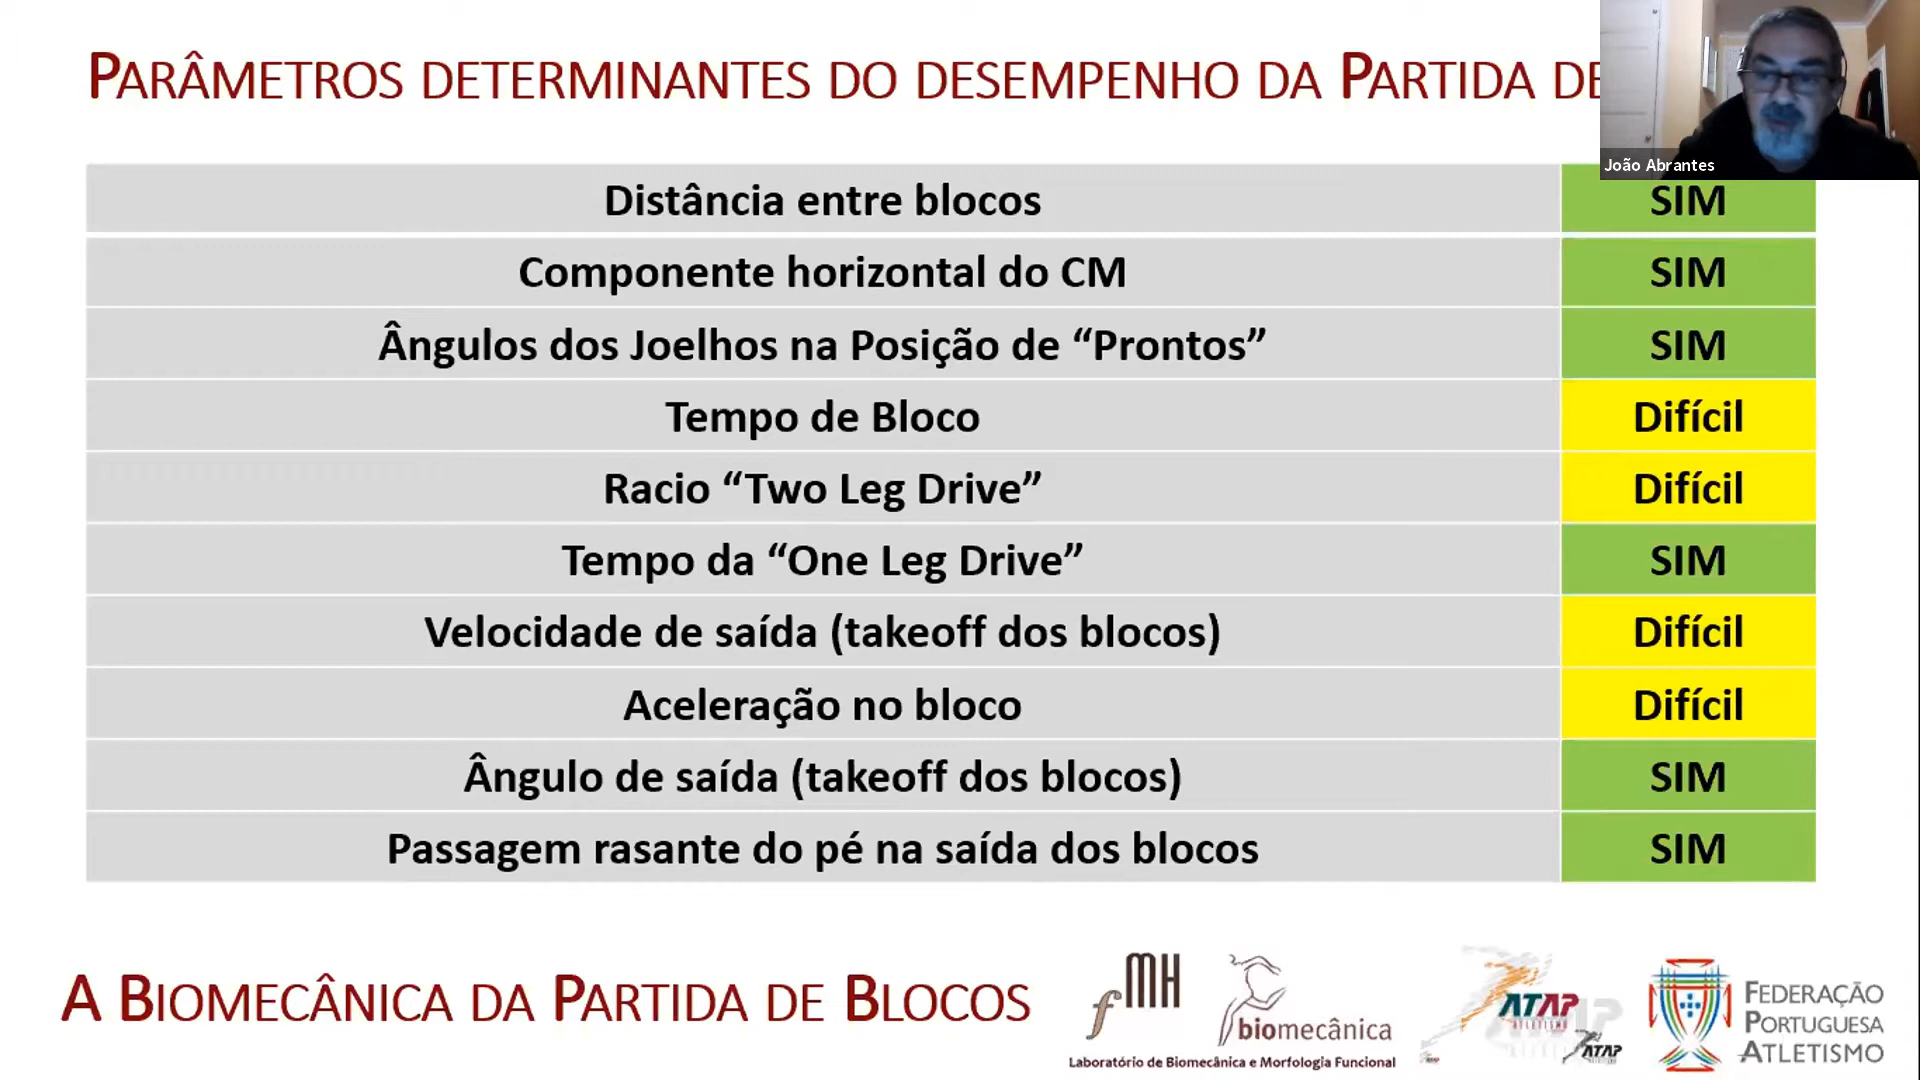 PARÂMETROS DETERMINANTES DO DESEMPENHO DA PARTIDA DE
João Abrantes
Distância entre blocos SIM
Componente horizontal do CM SIM
Ângulos dos Joelhos na Posição de “Prontos” SIM
Tempo de Bloco Difícil
Racio “Two Leg Drive” Difícil
Tempo da “One Leg Drive” SIM
Velocidade de saída (takeoff dos blocos) Difícil
Aceleração no bloco Difícil
Ângulo de saída (takeoff dos blocos) SIM
Passagem rasante do pé na saída dos blocos SIM
A BIOMECÂNICA DA PARTIDA DE BLOCOS
fMH
biomecânica
Laboratório de Biomecânica e Morfologia Funcional
ATAP
ATLETISMO
ATAP
FEDERAÇÃO
PORTUGUESA
ATLETISMO